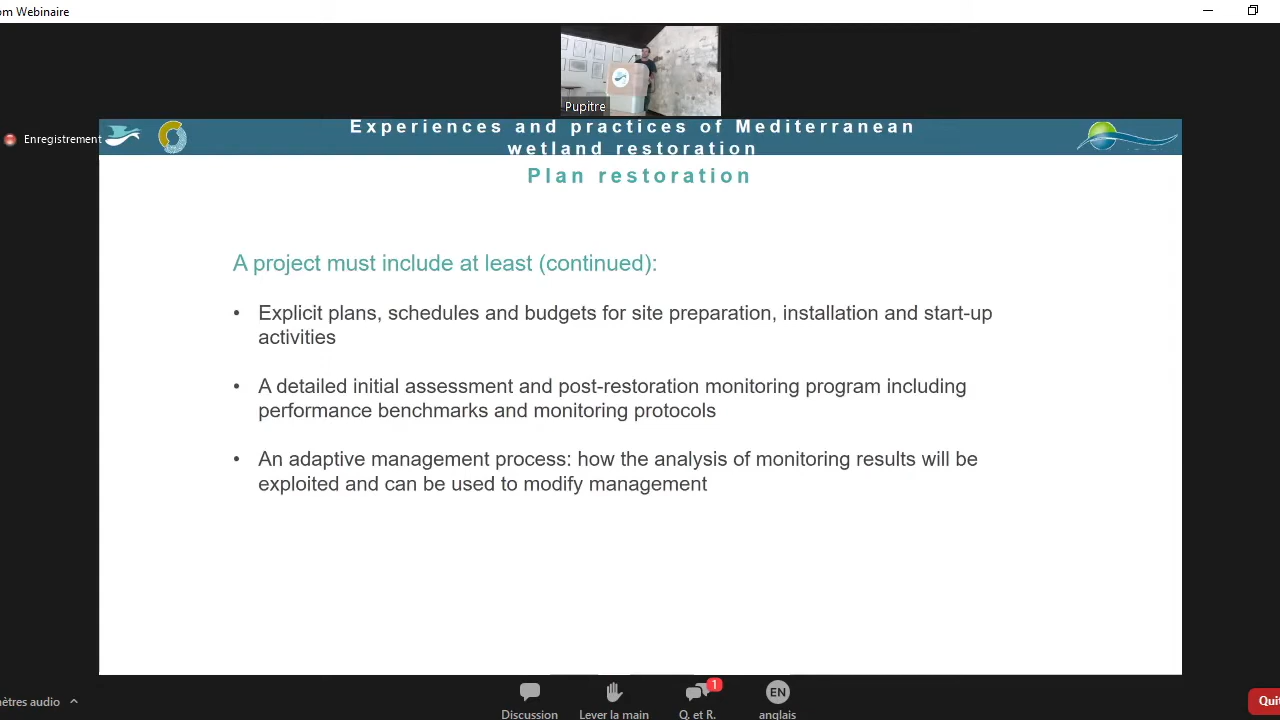 om Webinaire
Pupitre
Enregistrement
Experiences and practices of Mediterranean
wetland restoration
Plan restoration
A project must include at least (continued):
• Explicit plans, schedules and budgets for site preparation, installation and start-up
activities
• A detailed initial assessment and post-restoration monitoring program including
performance benchmarks and monitoring protocols
• An adaptive management process: how the analysis of monitoring results will be
exploited and can be used to modify management
nètres audio
1
EN
Discussion
Lever la main
Q. et R.
anglais
Quit